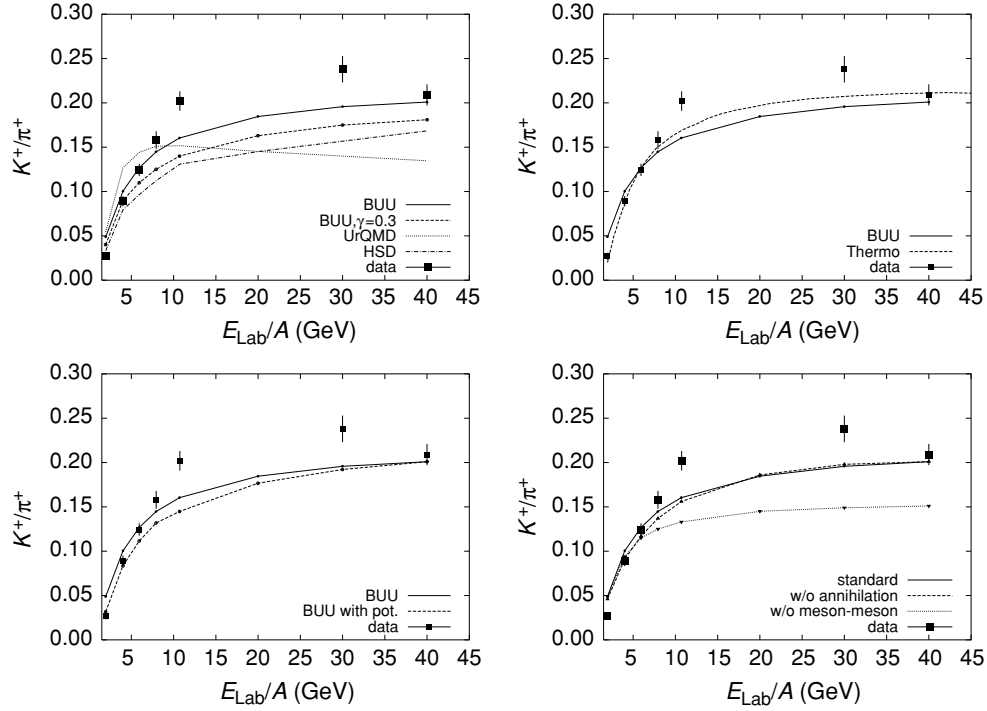 0.30
0.25
0.20
0.15
0.10
0.05
0.00
K+/π+
BUU
BUU,γ=0.3
UrQMD
HSD
data
5 10 15 20 25 30 35 40 45
E_Lab/A (GeV)
0.30
0.25
0.20
0.15
0.10
0.05
0.00
K+/π+
BUU
Thermo
data
5 10 15 20 25 30 35 40 45
E_Lab/A (GeV)
0.30
0.25
0.20
0.15
0.10
0.05
0.00
K+/π+
BUU
BUU with pot.
data
5 10 15 20 25 30 35 40 45
E_Lab/A (GeV)
0.30
0.25
0.20
0.15
0.10
0.05
0.00
K+/π+
standard
w/o annihilation
w/o meson-meson
data
5 10 15 20 25 30 35 40 45
E_Lab/A (GeV)